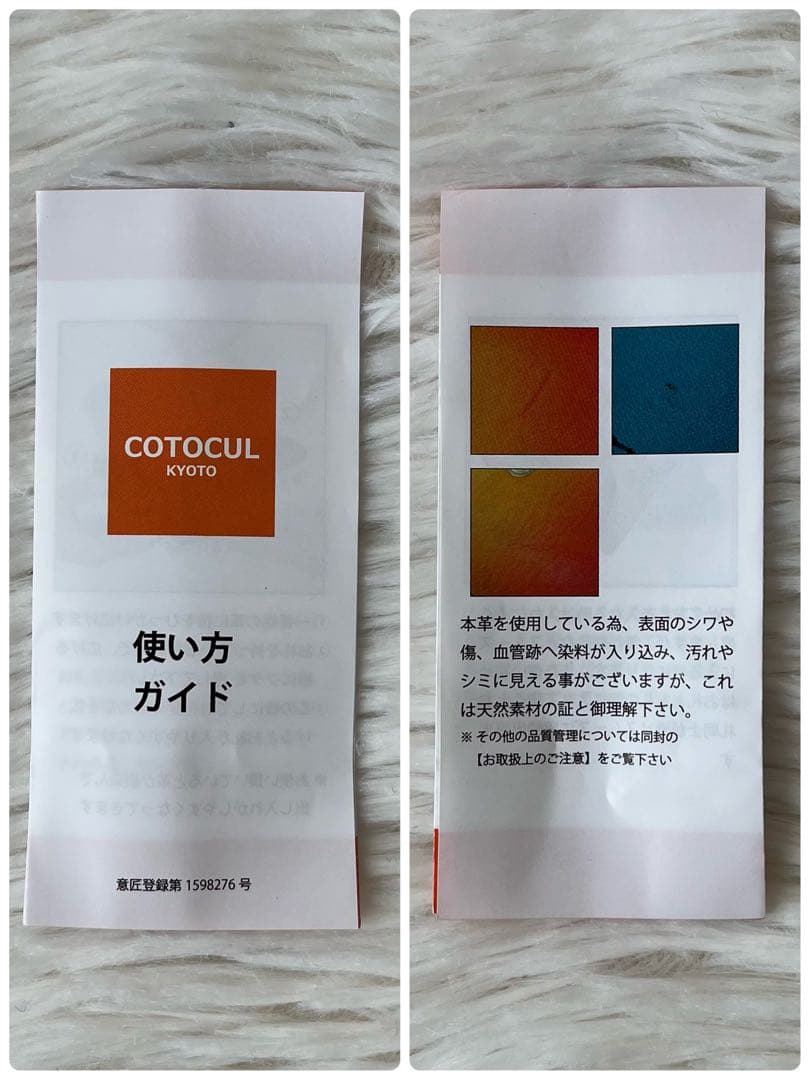 COTOCUL
KYOTO
使い方
ガイド
意匠登録第 1598276 号
本革を使用している為、表面のシワや
傷、血管跡へ染料が入り込み、汚れや
シミに見える事がございますが、これ
は天然素材の証と御理解下さい。
※ その他の品質管理については同封の
【お取扱上のご注意】をご覧下さい